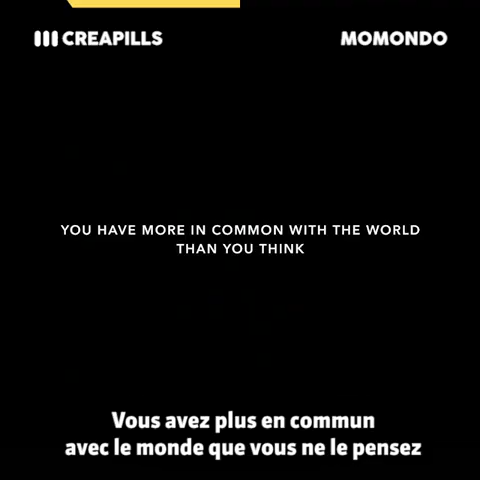 CREAPILLS
MOMONDO
YOU HAVE MORE IN COMMON WITH THE WORLD
THAN YOU THINK
Vous avez plus en commun
avec le monde que vous ne le pensez